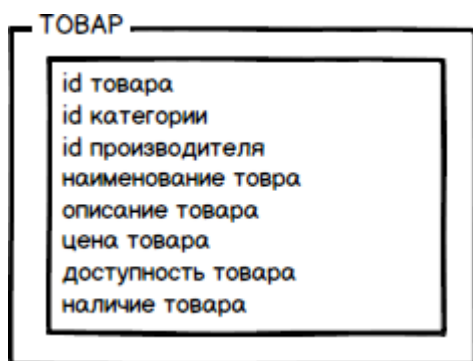 ТОВАР
id товара
id категории
id производителя
наименование товра
описание товара
цена товара
доступность товара
наличие товара